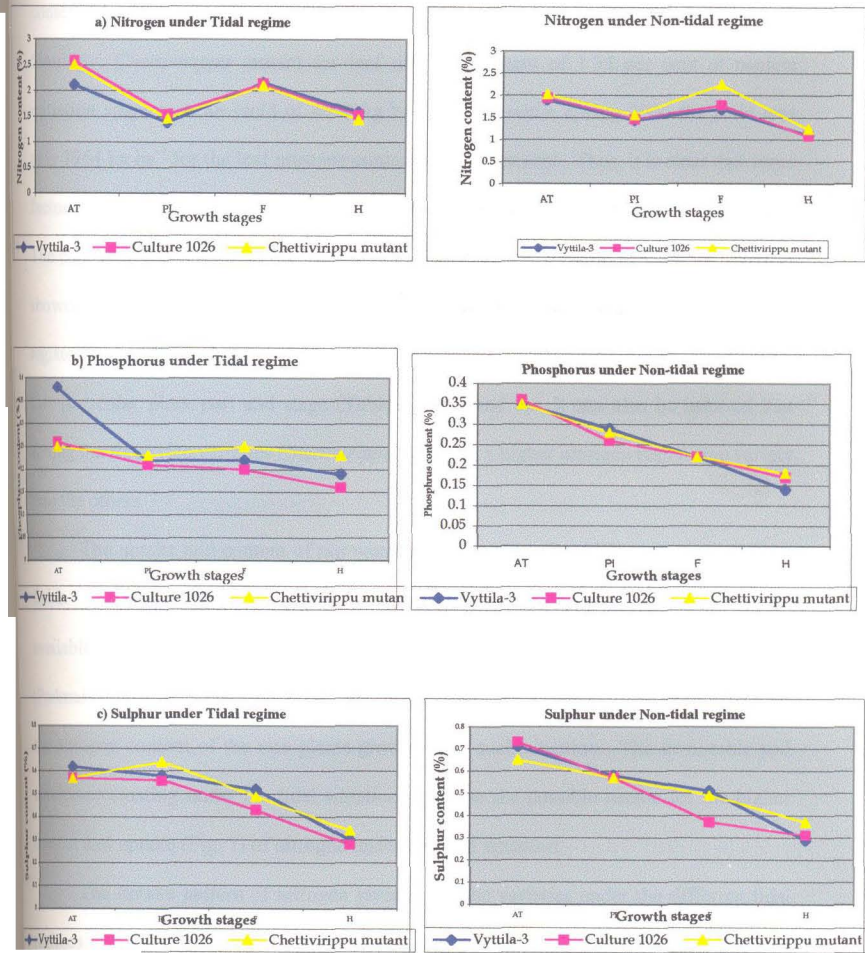 a) Nitrogen under Tidal regime
Nitrogen content (%)
3
2.5
2
1.5
1
0.5
0
AT PI F H
Growth stages
Vyttila-3 Culture 1026 Chettivirippu mutant
Nitrogen under Non-tidal regime
Nitrogen content (%)
3
2.5
2
1.5
1
0.5
0
AT PI F H
Growth stages
Vyttila-3 Culture 1026 Chettivirippu mutant
b) Phosphorus under Tidal regime
AT F H
Growth stages
Vyttila-3 Culture 1026 Chettivirippu mutan
Phosphorus under Non-tidal regime
Phosphrus content (%)
0.4
0.35
0.3
0.25
0.2
0.15
0.1
0.05
0
AT PI F H
Growth stages
Vyttila-3 Culture 1026 Chettivirippu mutant
c) Sulphur under Tidal regime
Sulphur content (%)
AT F H
Growth stages
Vyttila-3 Culture 1026 Chettivirippu mutant
Sulphur under Non-tidal regime
Sulphur content (%)
0.8
0.7
0.6
0.5
0.4
0.3
0.2
0.1
0
AT PI F H
Growth stages
Vyttila-3 Culture 1026 Chettivirippu mutant